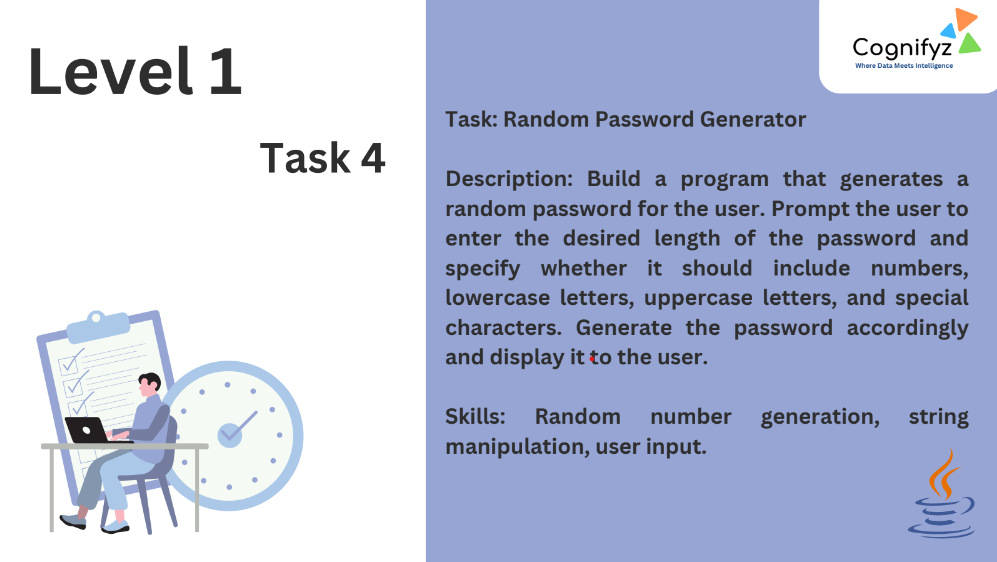 Level 1
Task 4
Cognifyz
Where Data Meets Intelligence
Task: Random Password Generator
Description: Build a program that generates a
random password for the user. Prompt the user to
enter the desired length of the password and
specify whether it should include numbers,
lowercase letters, uppercase letters, and special
characters. Generate the password accordingly
and display it to the user.
Skills: Random number generation, string
manipulation, user input.